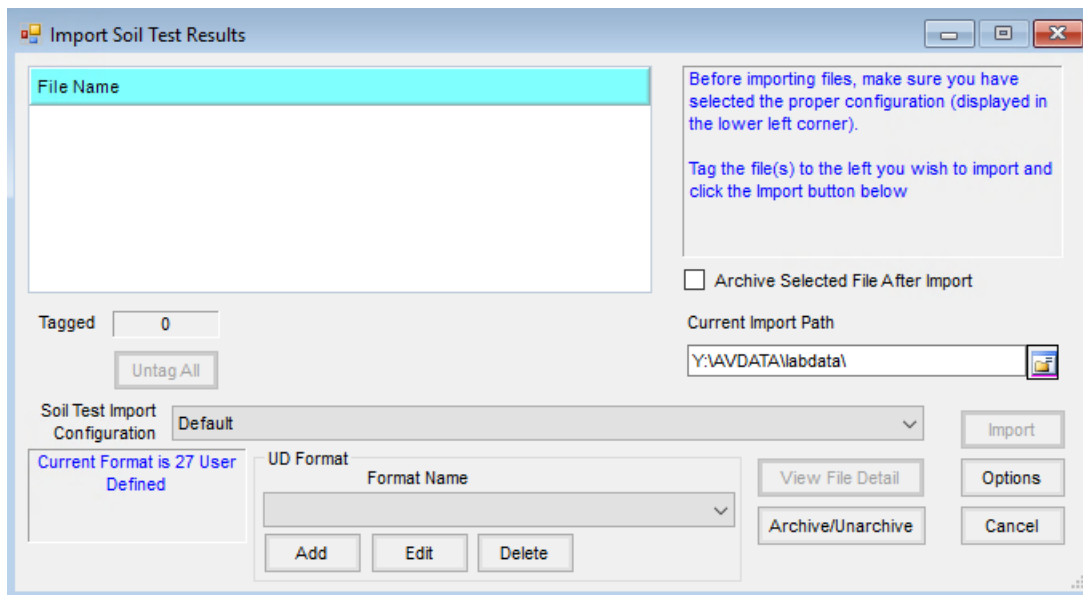 Import Soil Test Results
File Name
Before importing files, make sure you have
selected the proper configuration (displayed in
the lower left corner).
Tag the file(s) to the left you wish to import and
click the Import button below
Archive Selected File After Import
Tagged 0
Current Import Path
Untag All
Y:\AVDATA\labdata\
Soil Test Import
Configuration
Default
Import
Current Format is 27 User
Defined
UD Format
Format Name
View File Detail
Options
Archive/Unarchive
Cancel
Add
Edit
Delete